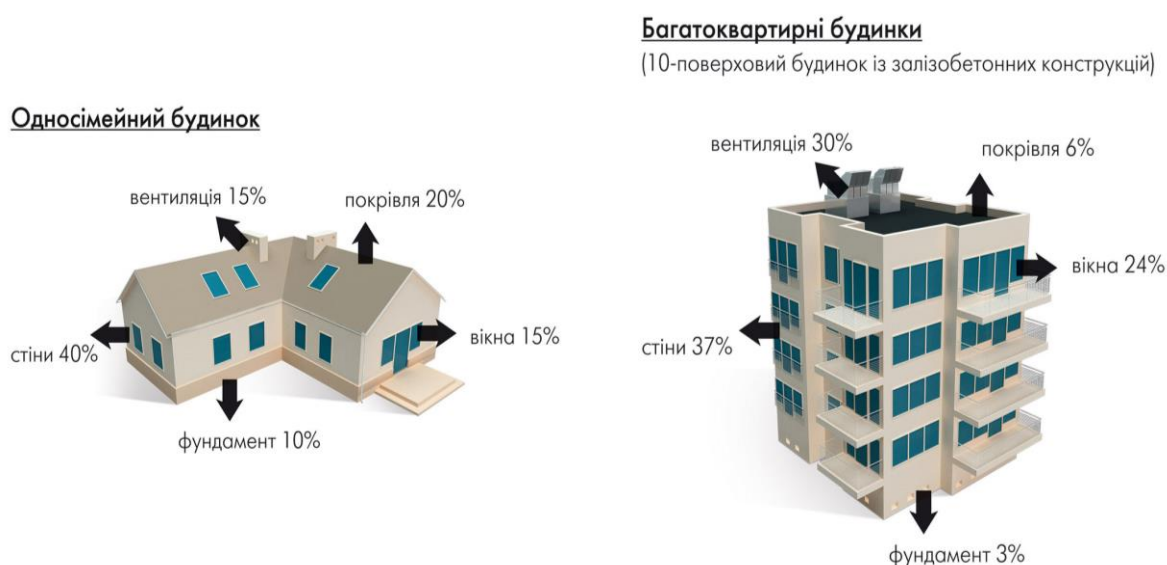 Односімейний будинок
вентиляція 15%
покрівля 20%
стіни 40%
вікна 15%
фундамент 10%
Багатоквартирні будинки
(10-поверховий будинок із залізобетонних конструкцій)
вентиляція 30%
покрівля 6%
вікна 24%
стіни 37%
фундамент 3%